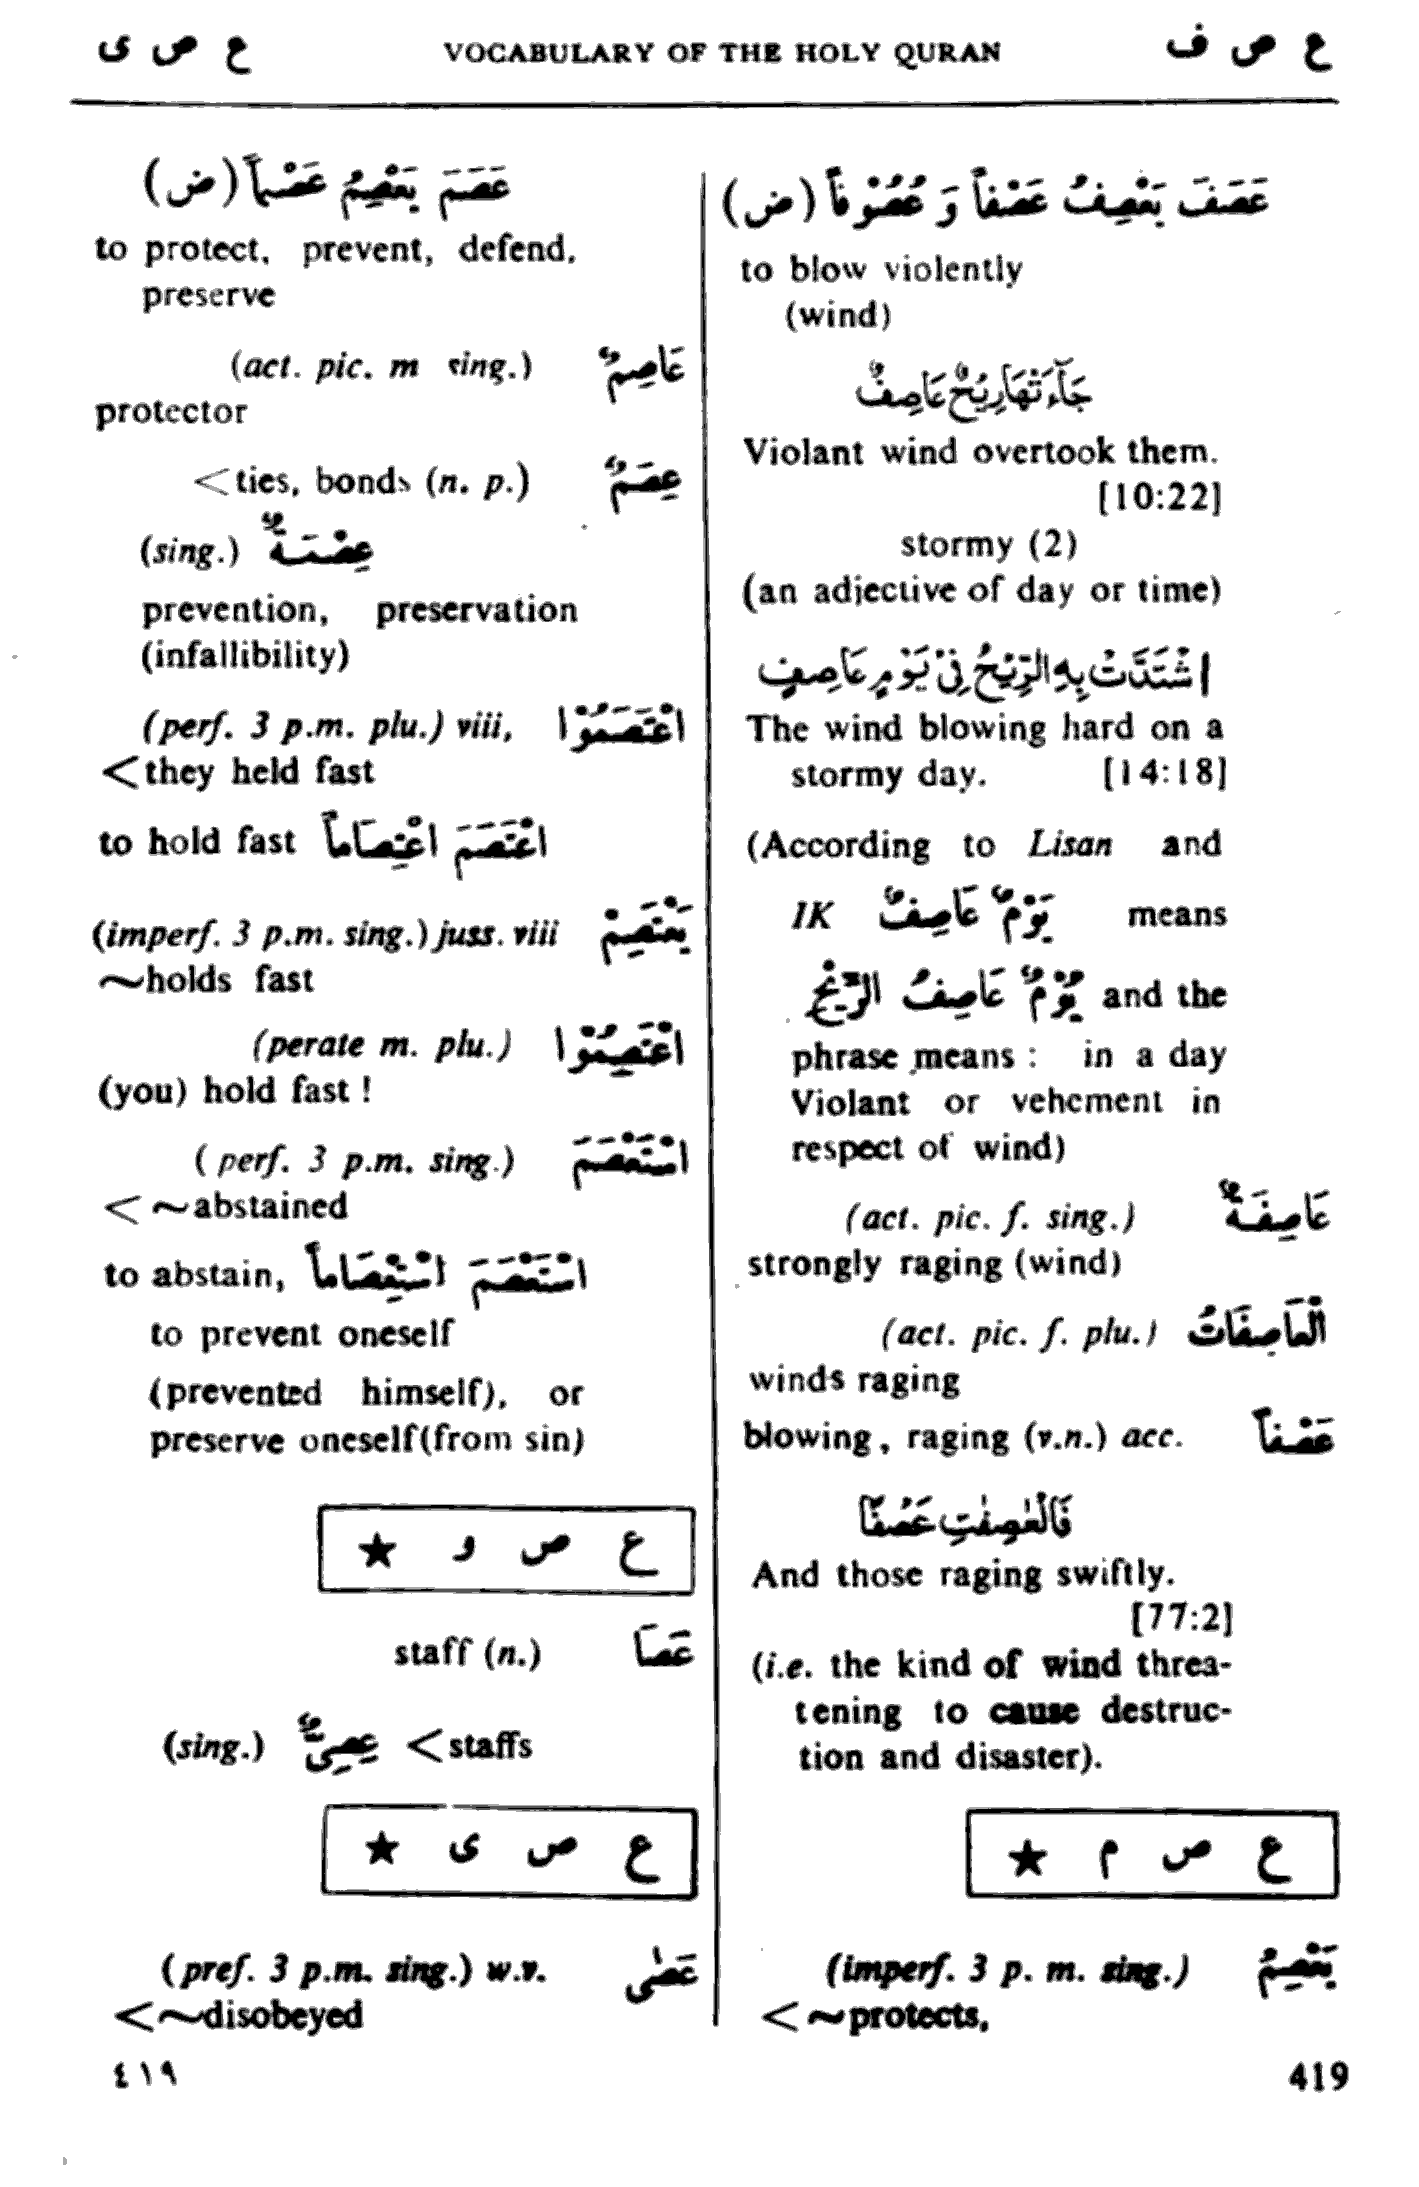 ع ص ف
VOCABULARY OF THE HOLY QURAN
ع ص ى
عَصَفَ يَعْصِفُ عَصْفاً وَ عُصُوْفاً (ض)
to blow violently
(wind)
جَآءَتْهَا رِيْحٌ عَاصِفٌ
Violant wind overtook them.
[10:22]
stormy (2)
(an adjective of day or time)
اشْتَدَّتْ بِهِ الرِّيْحُ فِىْ يَوْمٍ عَاصِفٍ
The wind blowing hard on a
stormy day. [14:18]
(According to Lisan and
IK يَوْمٌ عَاصِفٌ means
يَوْمٌ عَاصِفُ الرِّيْحِ and the
phrase means : in a day
Violant or vehement in
respect of wind)
(act. pic. f. sing.) عَاصِفَةٌ
strongly raging (wind)
(act. pic. f. plu.) الْعَاصِفَاتُ
winds raging
blowing, raging (v.n.) acc. عَصْفاً
فَالْعٰصِفٰتِ عَصْفًا
And those raging swiftly.
[77:2]
(i.e. the kind of wind threa-
tening to cause destruc-
tion and disaster).
ع ص م ★
(imperf. 3 p. m. sing.) يَعْصِمُ
< ~protects,
عَصَمَ يَعْصِمُ عَصْماً (ض)
to protect, prevent, defend,
preserve
(act. pic. m sing.) عَاصِمٌ
protector
<ties, bonds (n. p.) عِصَمٌ
(sing.) عِصْمَةٌ
prevention, preservation
(infallibility)
(perf. 3 p.m. plu.) viii, اعْتَصَمُوْا
<they held fast
to hold fast اعْتَصَمَ اعْتِصَاماً
(imperf. 3 p.m. sing.) juss. viii يَعْتَصِمْ
~holds fast
(perate m. plu.) اعْتَصِمُوْا
(you) hold fast !
( perf. 3 p.m. sing.) اسْتَعْصَمَ
< ~abstained
to abstain, اسْتَعْصَمَ اسْتِعْصَاماً
to prevent oneself
(prevented himself), or
preserve oneself(from sin)
ع ص و ★
staff (n.) عَصَا
(sing.) عِصِىٌّ <staffs
ع ص ى ★
( pref. 3 p.m. sing.) w.v. عَصٰى
<~disobeyed
٤١٩
419